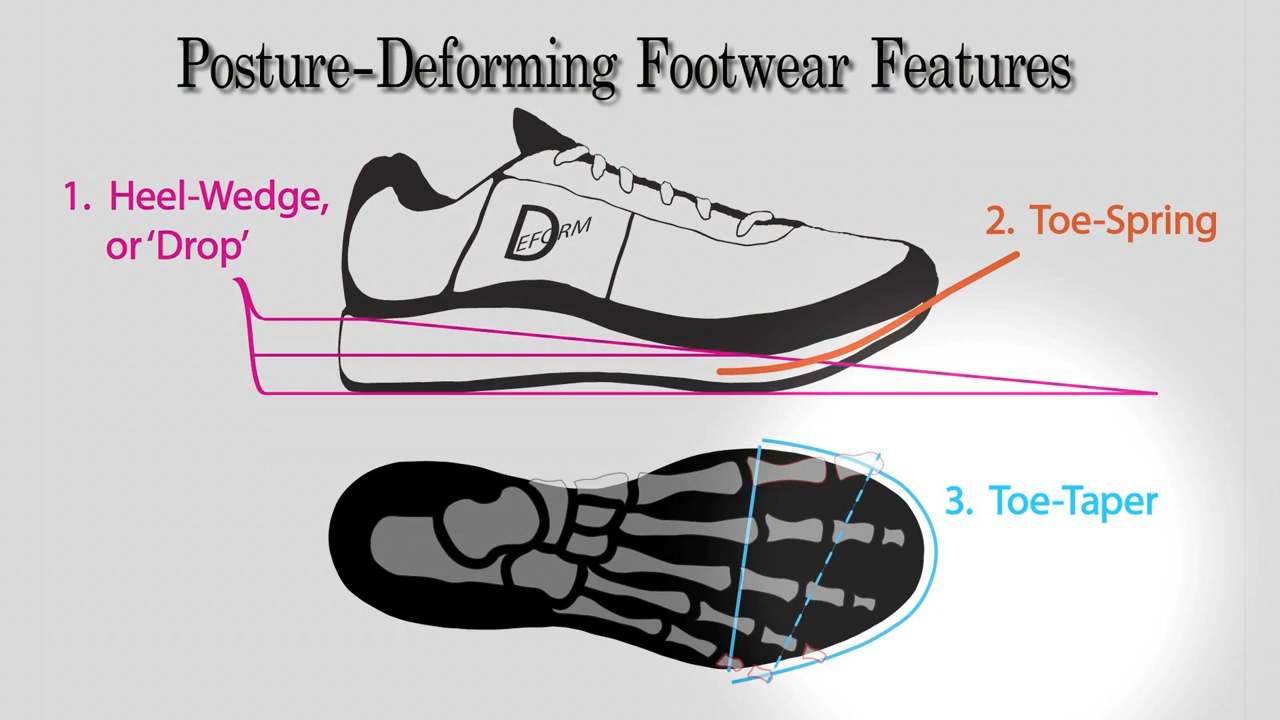 Posture-Deforming Footwear Features
1. Heel-Wedge,
or 'Drop'
2. Toe-Spring
DEFORM
3. Toe-Taper